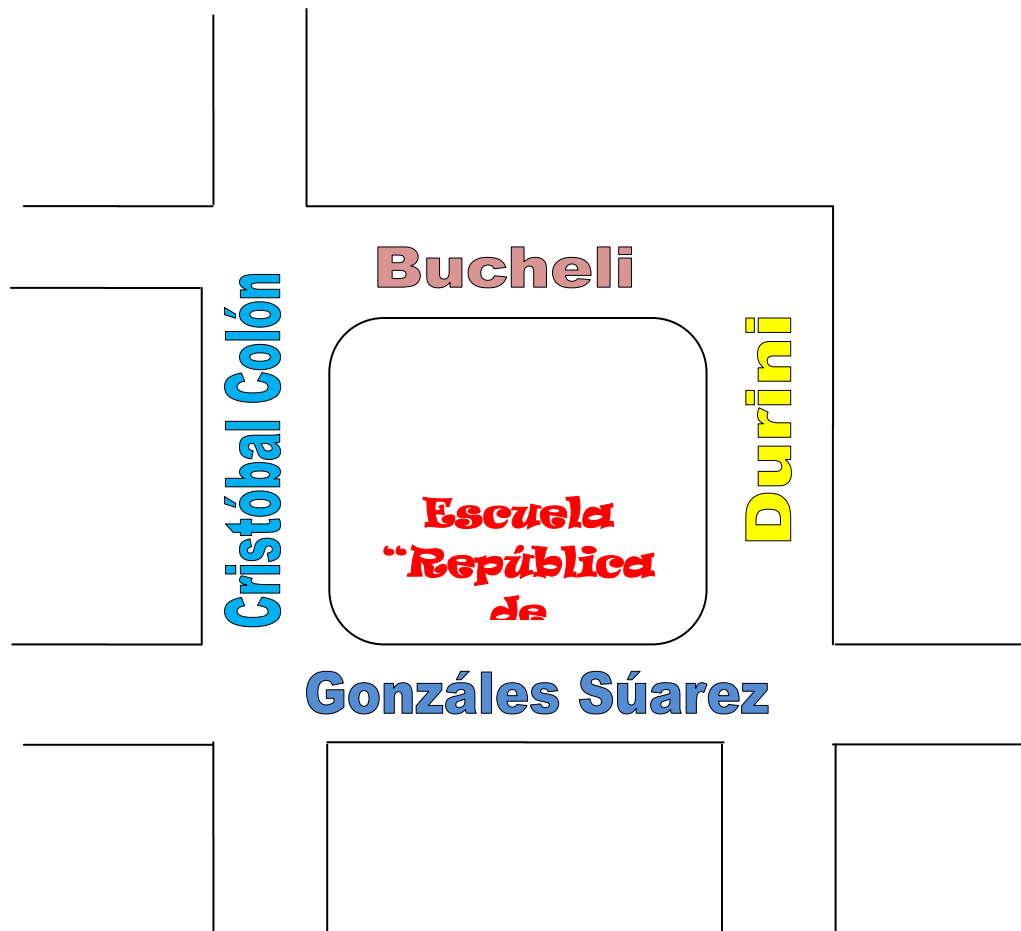 Bucheli
Cristóbal Colón
Durini
Escuela
“República
de
Gonzáles Súarez